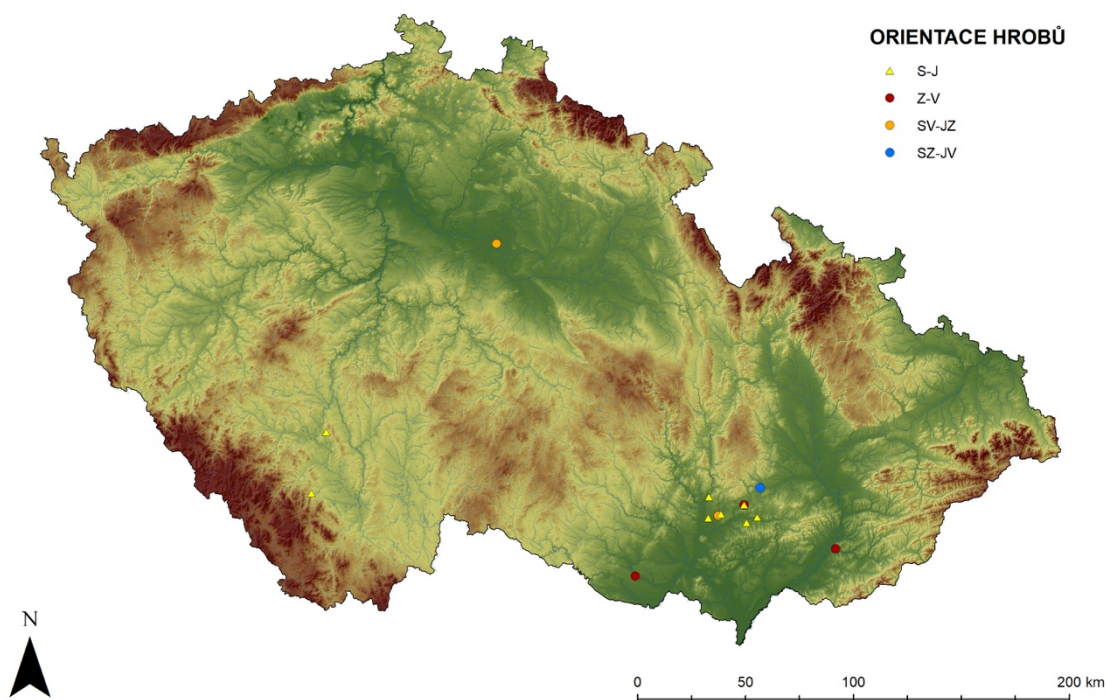 ORIENTACE HROBŮ
S-J
Z-V
SV-JZ
SZ-JV
N
0 50 100 200 km